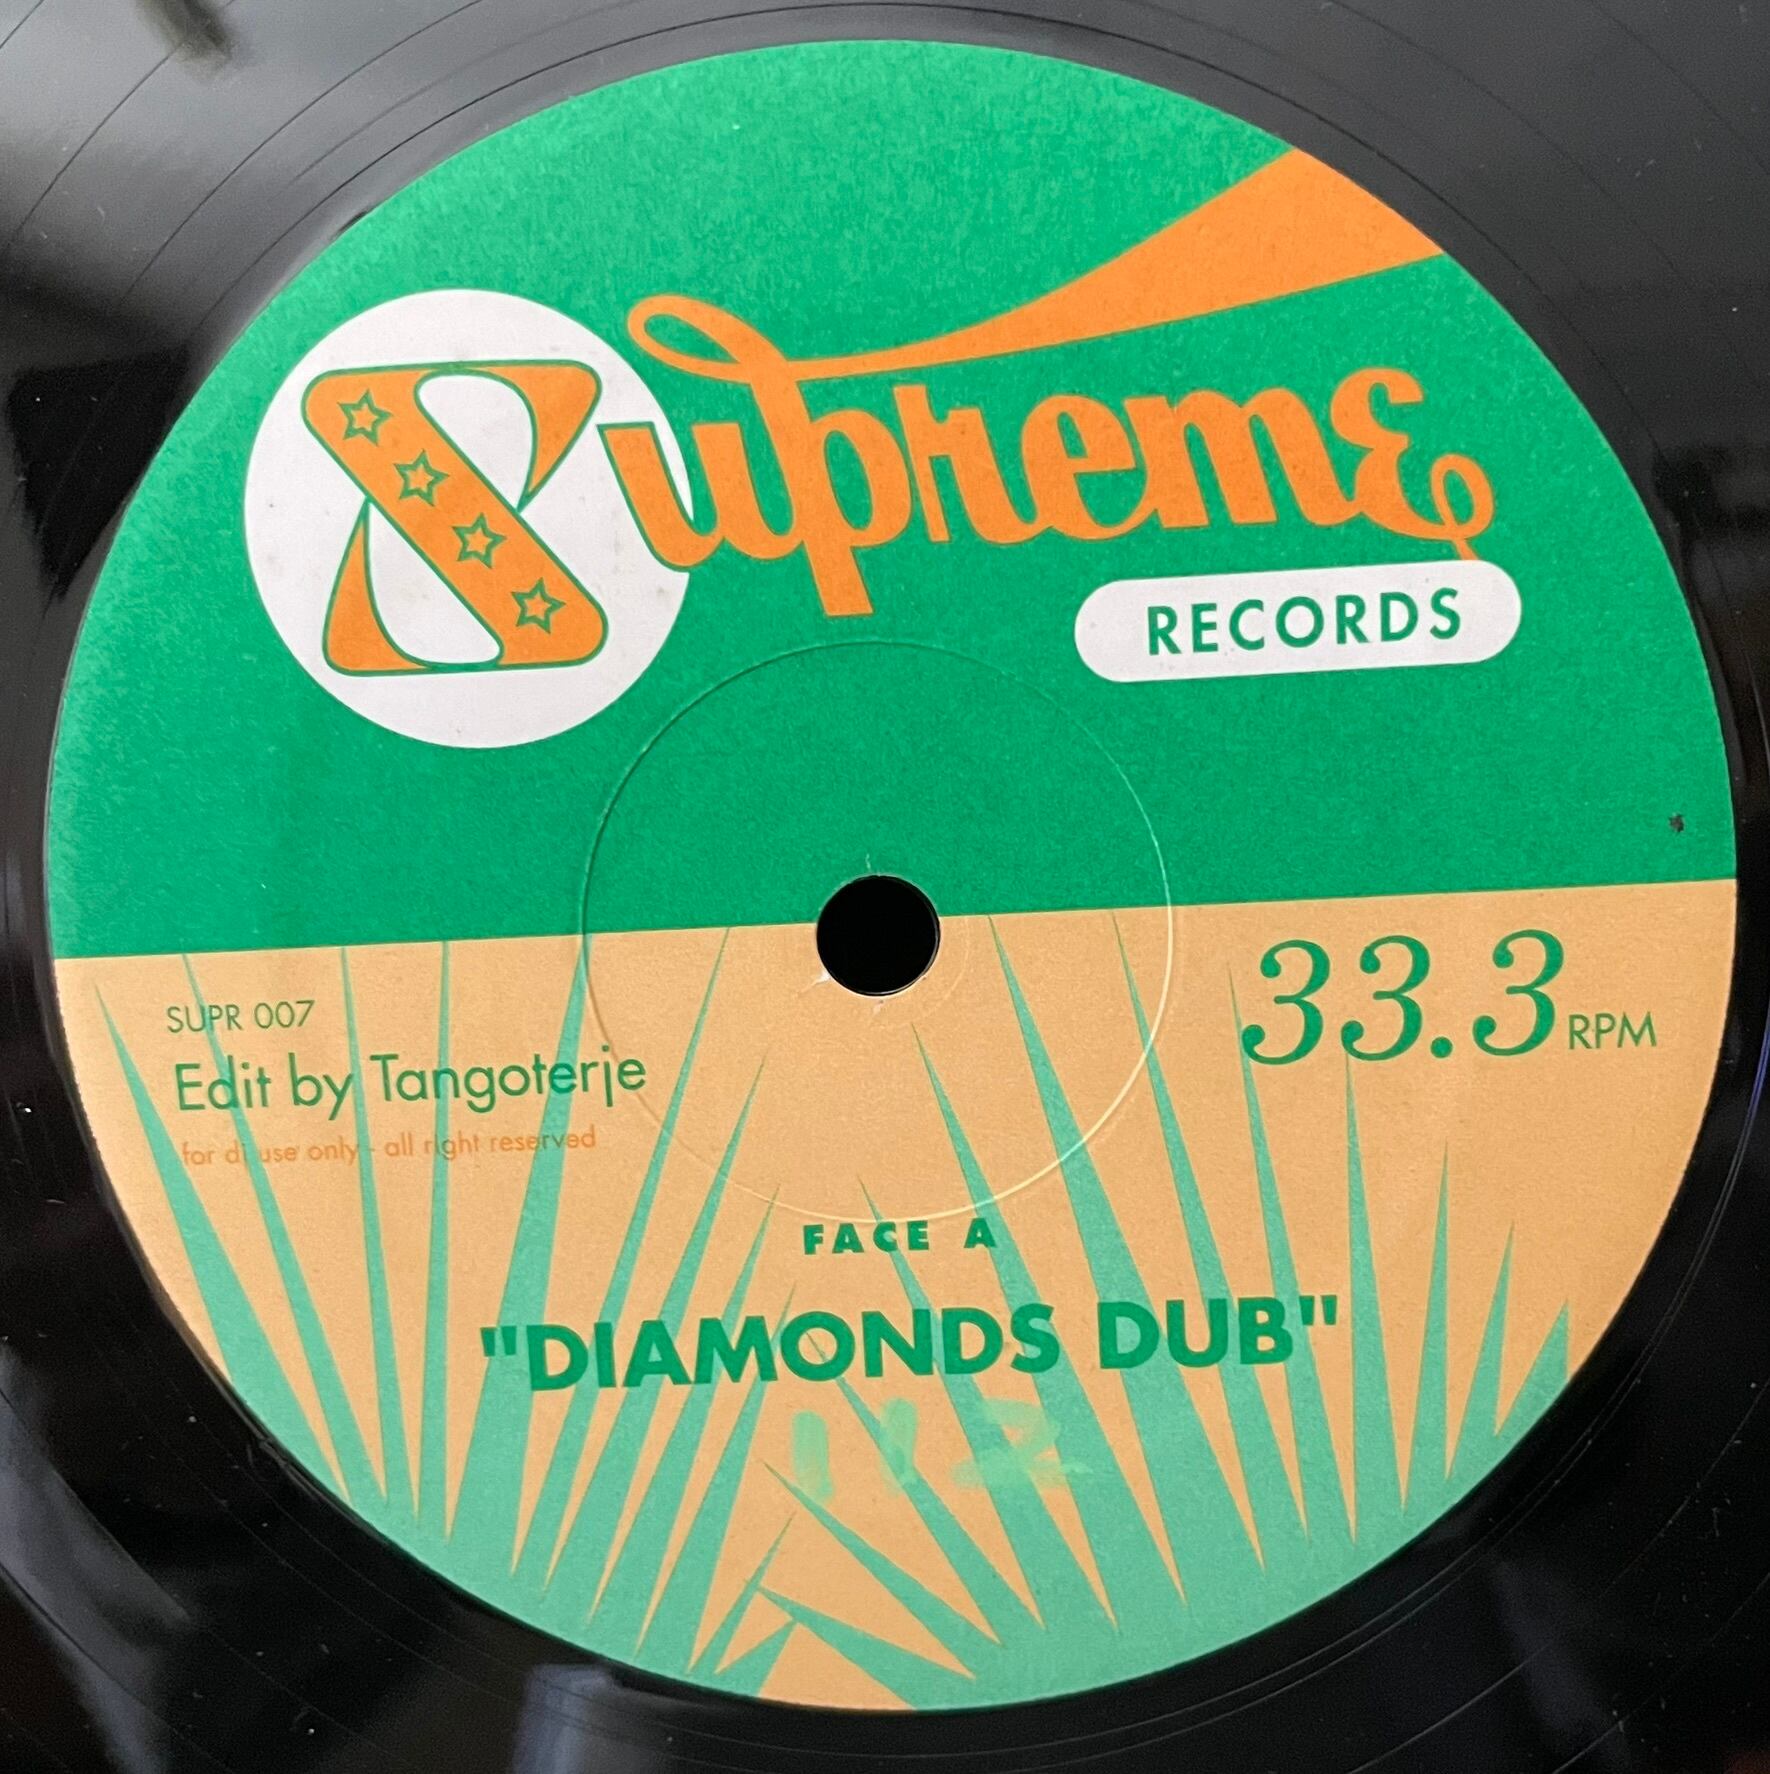 Supreme
RECORDS
33.3 RPM
SUPR 007
Edit by Tangoterje
for dj use only - all right reserved
FACE A
"DIAMONDS DUB"
112